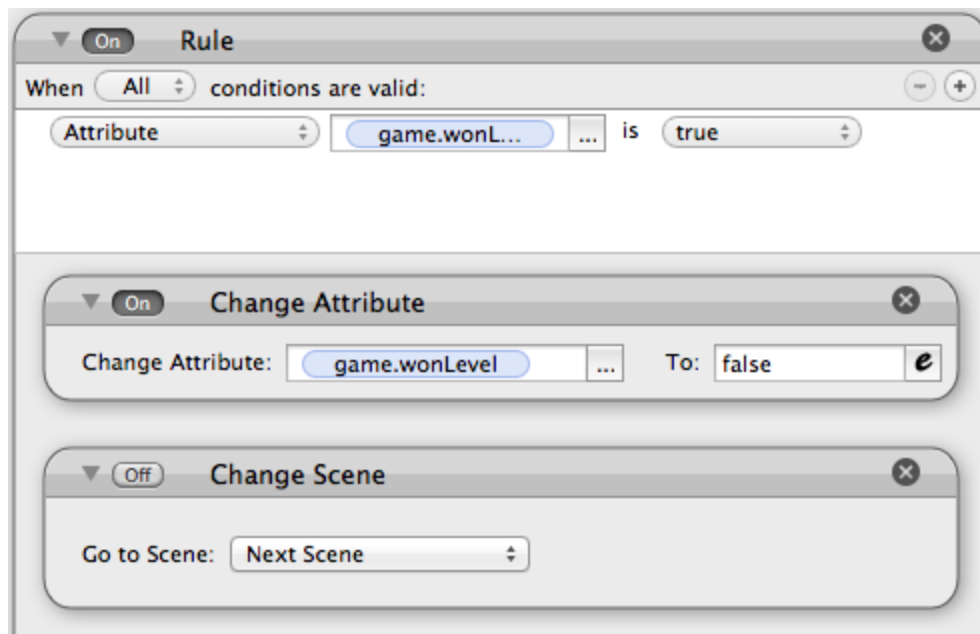 On Rule
When All conditions are valid:
Attribute game.wonL... ... is true
On Change Attribute
Change Attribute: game.wonLevel ... To: false e
Off Change Scene
Go to Scene: Next Scene